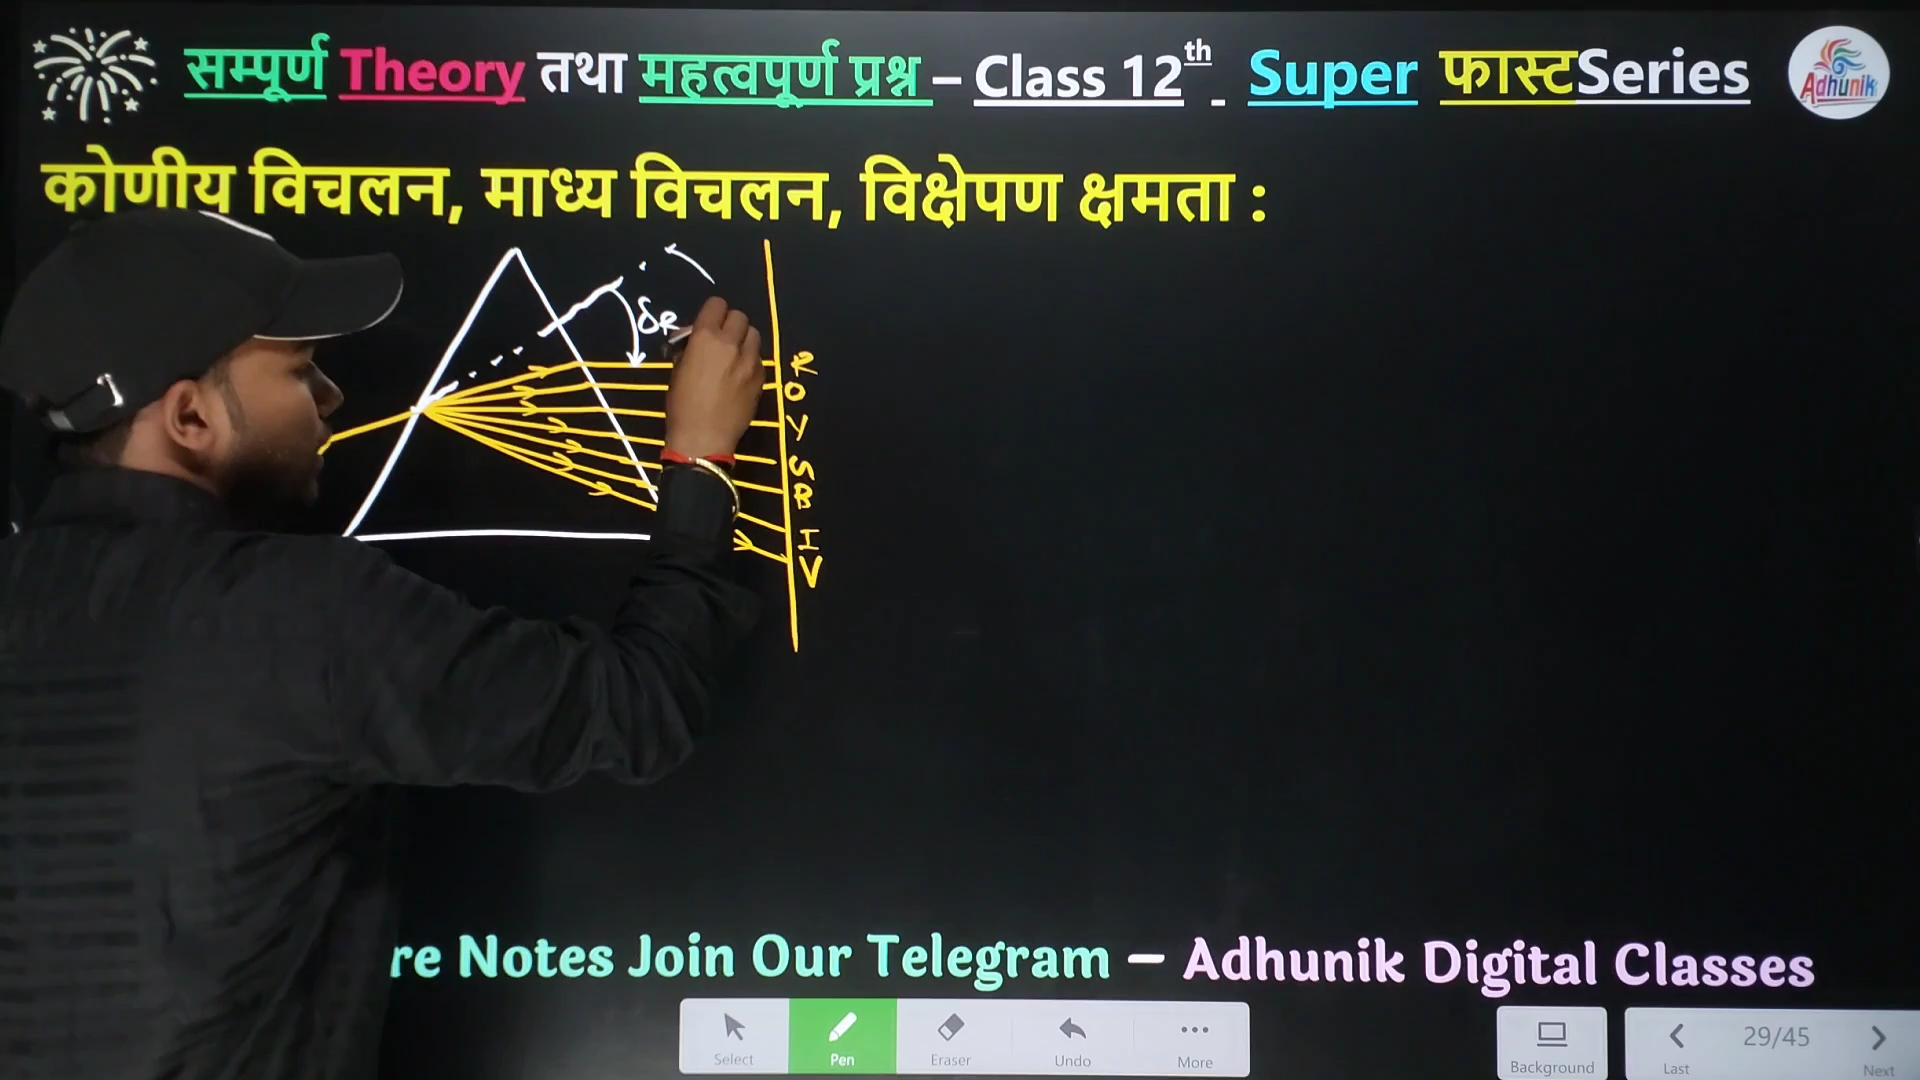 सम्पूर्ण Theory तथा महत्वपूर्ण प्रश्न – Class 12th - Super फास्टSeries
Adhunik
कोणीय विचलन, माध्य विचलन, विक्षेपण क्षमता :
δR
R
O
Y
G
B
I
V
re Notes Join Our Telegram – Adhunik Digital Classes
Select
Pen
Eraser
Undo
More
Background
Last
29/45
Next